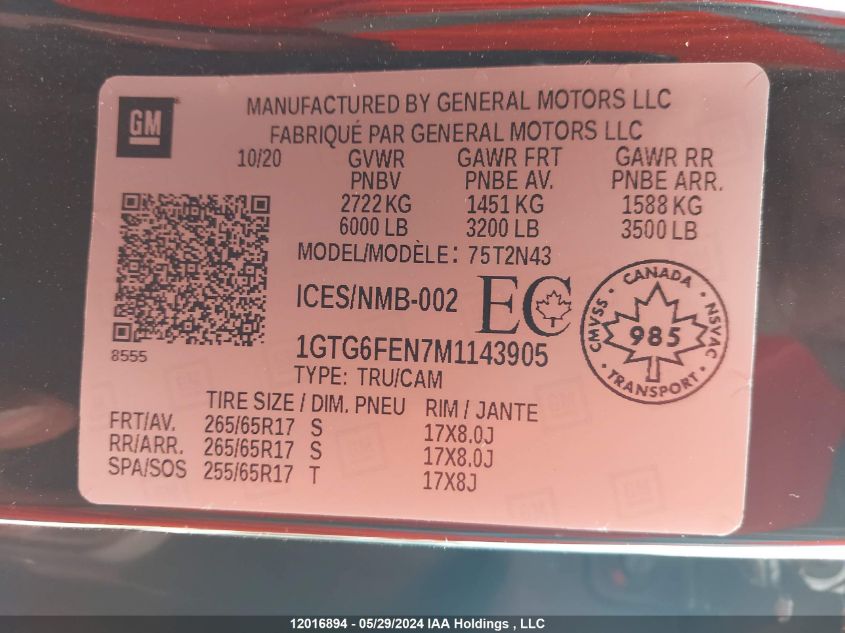 GM
MANUFACTURED BY GENERAL MOTORS LLC
FABRIQUÉ PAR GENERAL MOTORS LLC
10/20 GVWR GAWR FRT GAWR RR
PNBV PNBE AV. PNBE ARR.
2722 KG 1451 KG 1588 KG
6000 LB 3200 LB 3500 LB
MODEL/MODÈLE: 75T2N43
ICES/NMB-002 EC
8555
1GTG6FEN7M1143905
TYPE: TRU/CAM
CANADA
CMVSS • NSVAC
985
TRANSPORT
TIRE SIZE / DIM. PNEU RIM / JANTE
FRT/AV. 265/65R17 S 17X8.0J
RR/ARR. 265/65R17 S 17X8.0J
SPA/SOS 255/65R17 T 17X8J
12016894 - 05/29/2024 IAA Holdings , LLC